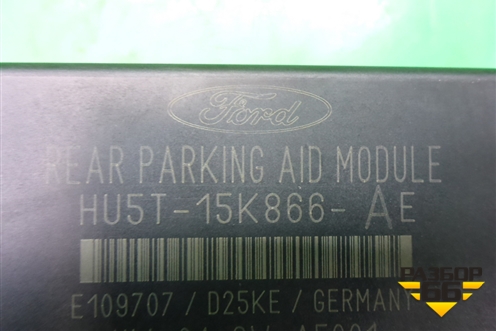 Ford
REAR PARKING AID MODULE
HU5T-15K866-AE
E109707 / D25KE / GERMANY
РАЗБОР
66